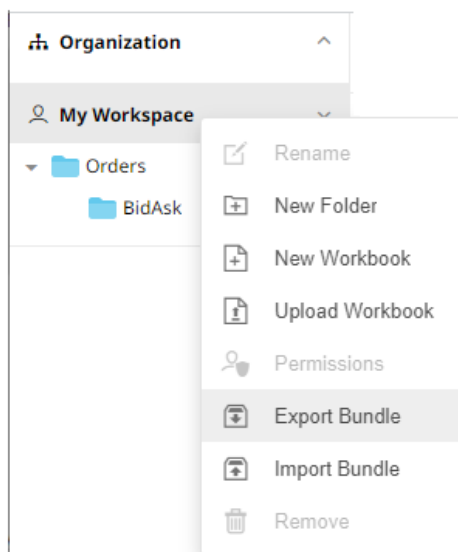 Organization
My Workspace
Orders
BidAsk
Rename
New Folder
New Workbook
Upload Workbook
Permissions
Export Bundle
Import Bundle
Remove